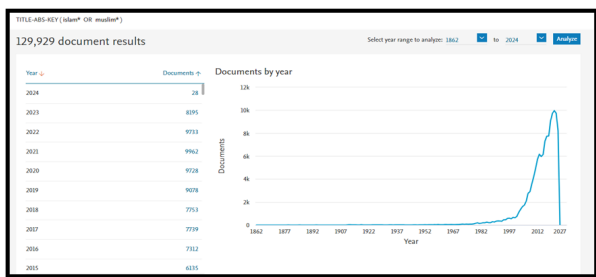 TITLE-ABS-KEY ( islam* OR muslim* )
129,929 document results
Select year range to analyze: 1862 to 2024 Analyze
Year Documents
2024 28
2023 8195
2022 9733
2021 9962
2020 9728
2019 9078
2018 7753
2017 7739
2016 7312
2015 6135
Documents by year
12k
10k
8k
6k
4k
2k
0
Documents
1862 1877 1892 1907 1922 1937 1952 1967 1982 1997 2012 2027
Year